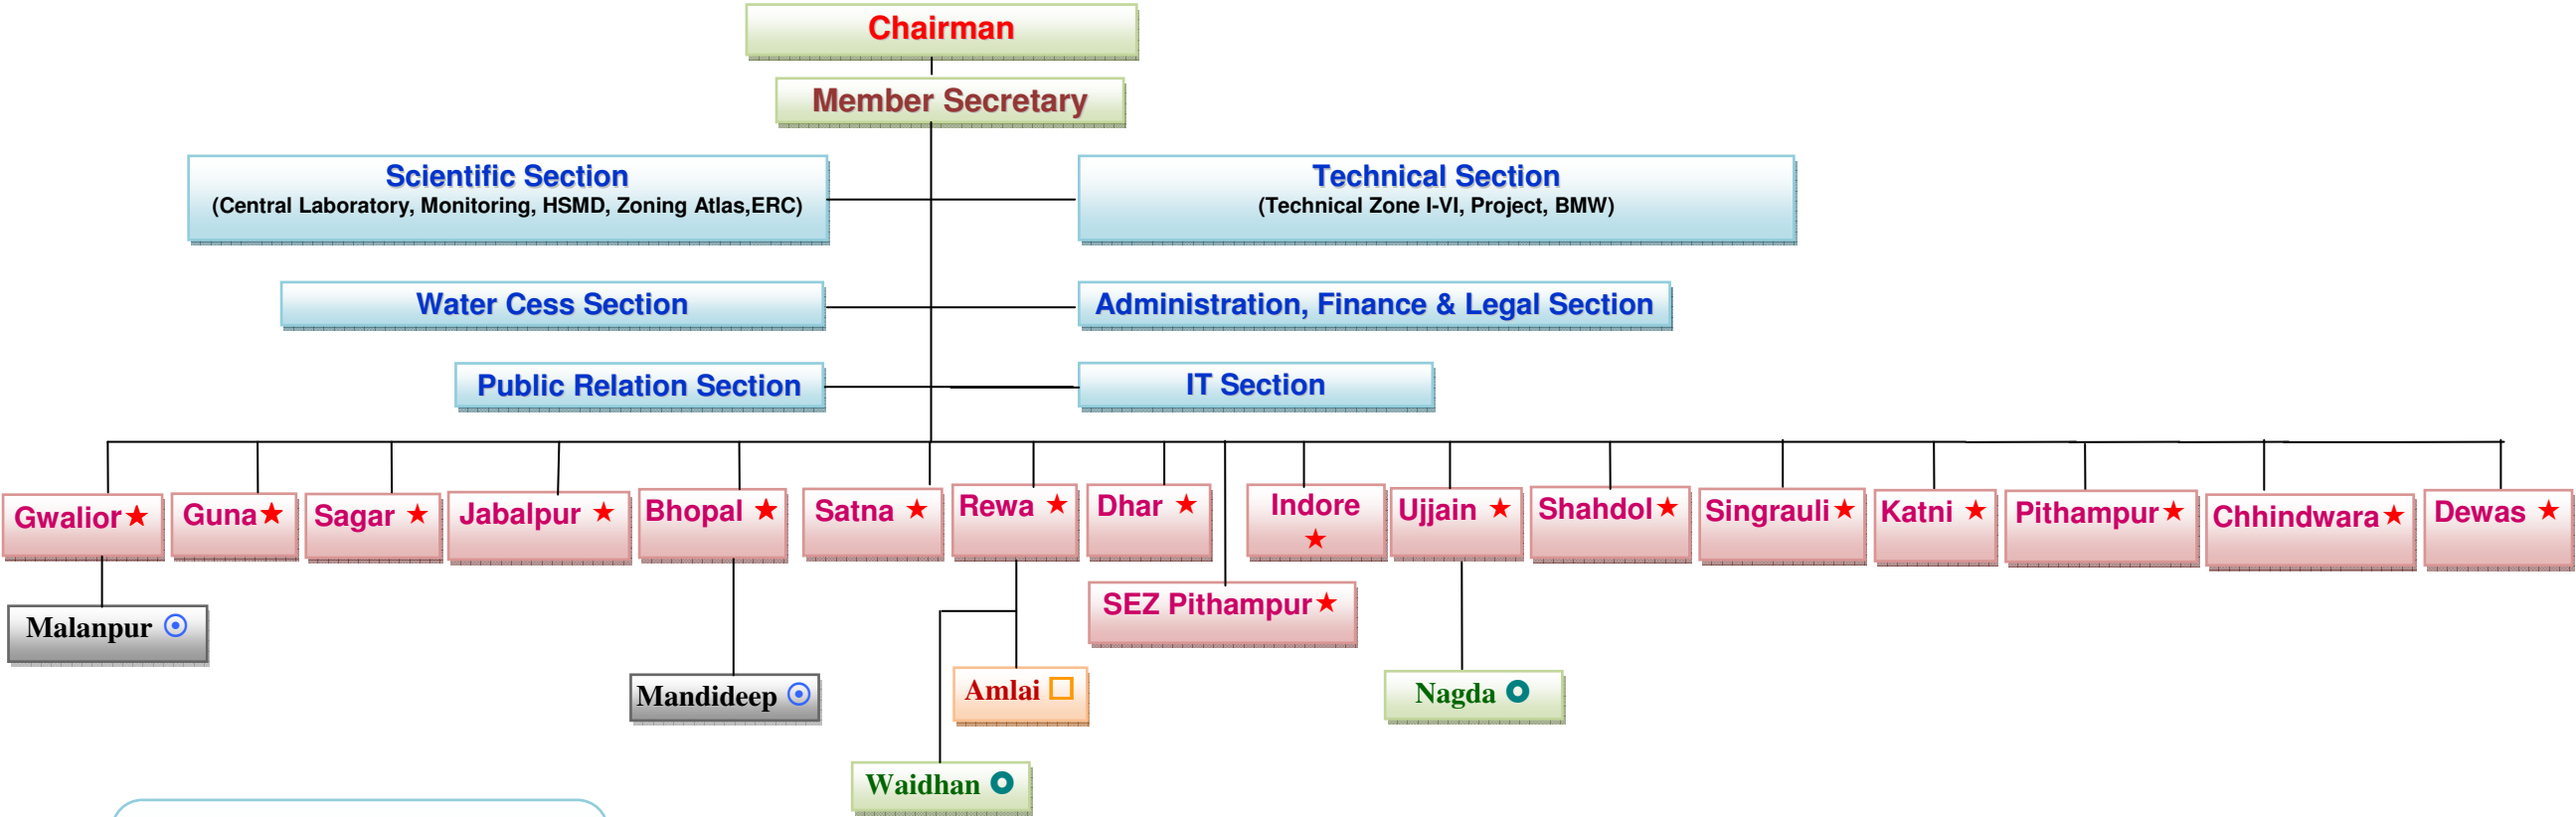 Chairman
Member Secretary
Scientific Section
(Central Laboratory, Monitoring, HSMD, Zoning Atlas,ERC)
Technical Section
(Technical Zone I-VI, Project, BMW)
Water Cess Section
Administration, Finance & Legal Section
Public Relation Section
IT Section
Gwalior★
Guna★
Sagar ★
Jabalpur ★
Bhopal ★
Satna ★
Rewa ★
Dhar ★
Indore
★
Ujjain ★
Shahdol★
Singrauli★
Katni ★
Pithampur★
Chhindwara★
Dewas ★
SEZ Pithampur★
Malanpur
Mandideep
Amlai
Nagda
Waidhan